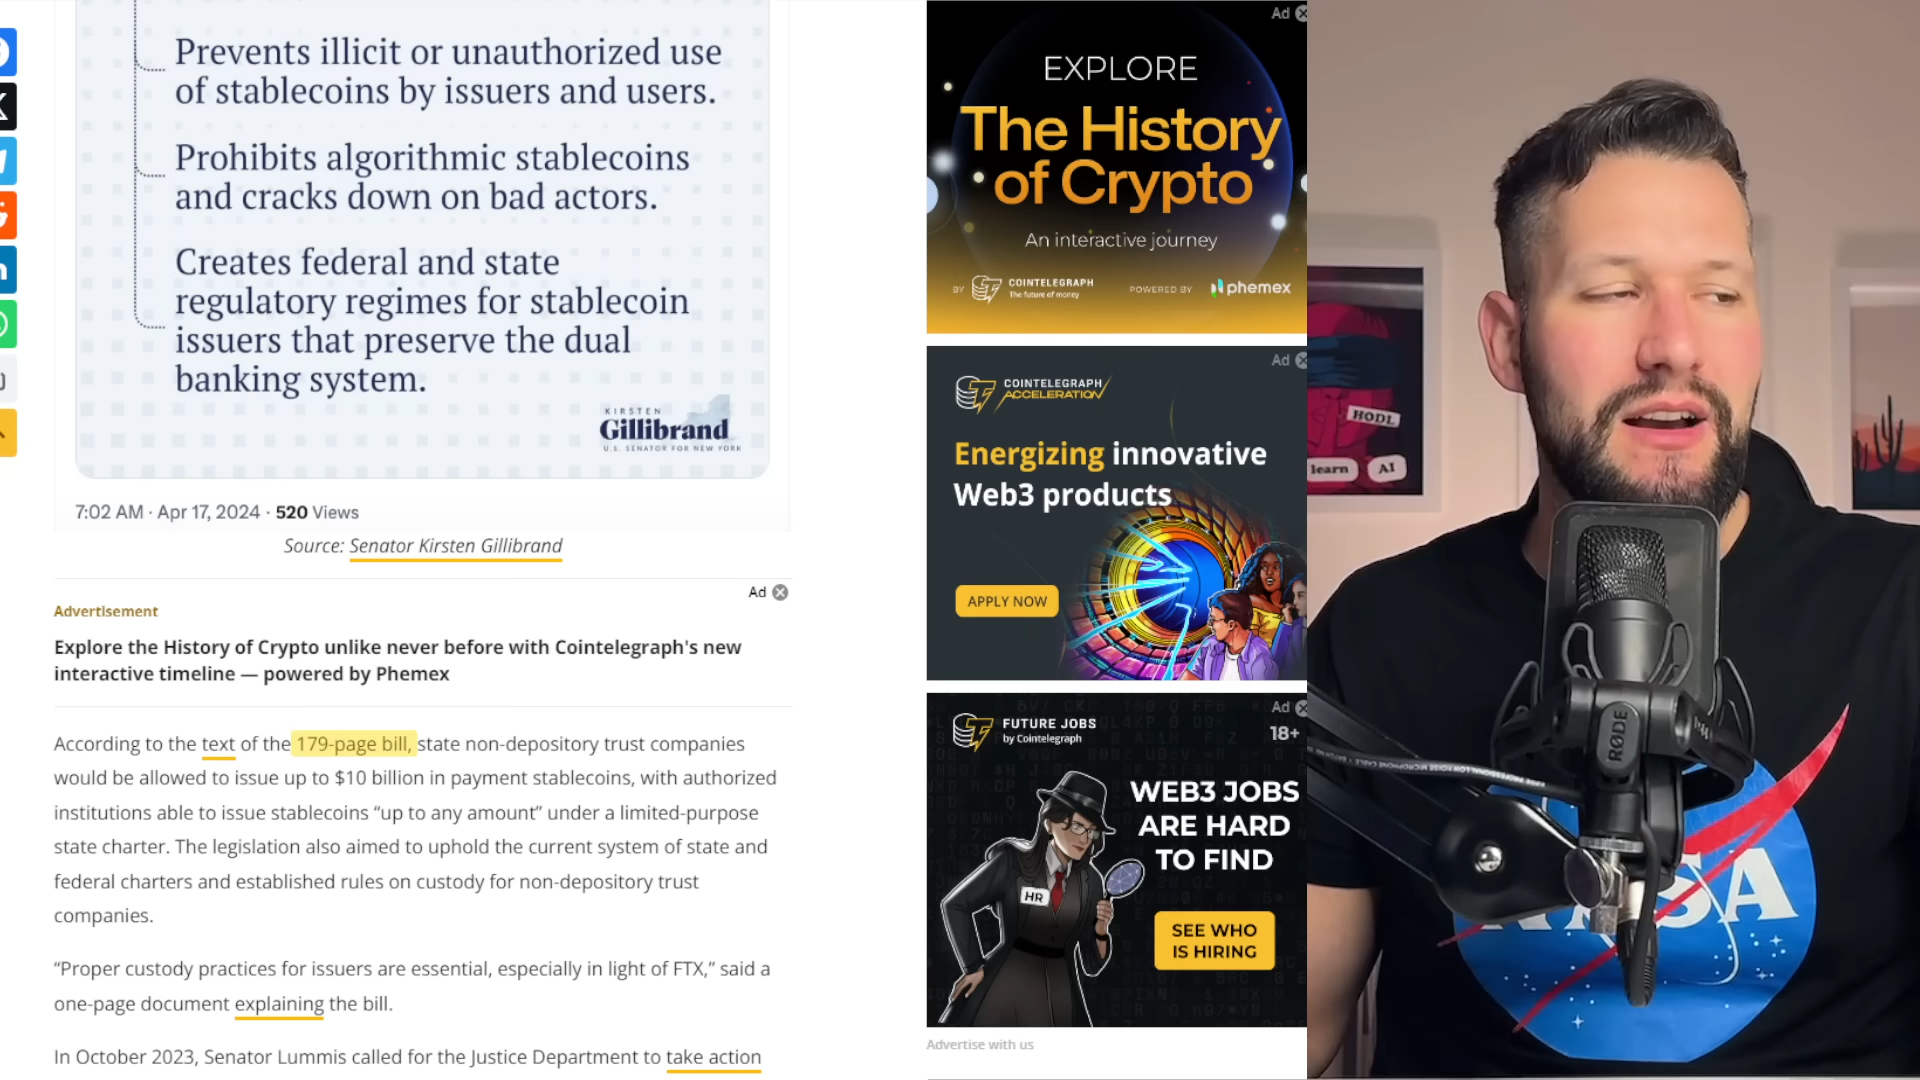 Prevents illicit or unauthorized use
of stablecoins by issuers and users.
Prohibits algorithmic stablecoins
and cracks down on bad actors.
Creates federal and state
regulatory regimes for stablecoin
issuers that preserve the dual
banking system.
KIRSTEN
Gillibrand
U.S. SENATOR FOR NEW YORK
7:02 AM · Apr 17, 2024 · 520 Views
Source: Senator Kirsten Gillibrand
Ad
Advertisement
Explore the History of Crypto unlike never before with Cointelegraph's new
interactive timeline — powered by Phemex
According to the text of the 179-page bill, state non-depository trust companies
would be allowed to issue up to $10 billion in payment stablecoins, with authorized
institutions able to issue stablecoins “up to any amount” under a limited-purpose
state charter. The legislation also aimed to uphold the current system of state and
federal charters and established rules on custody for non-depository trust
companies.
“Proper custody practices for issuers are essential, especially in light of FTX,” said a
one-page document explaining the bill.
In October 2023, Senator Lummis called for the Justice Department to take action
Ad
EXPLORE
The History
of Crypto
An interactive journey
BY COINTELEGRAPH
The future of money
POWERED BY phemex
Ad
COINTELEGRAPH
ACCELERATION
Energizing innovative
Web3 products
APPLY NOW
Ad
FUTURE JOBS
by Cointelegraph
18+
WEB3 JOBS
ARE HARD
TO FIND
HR
SEE WHO
IS HIRING
Advertise with us
HODL
learn
AI
RØDE
NASA